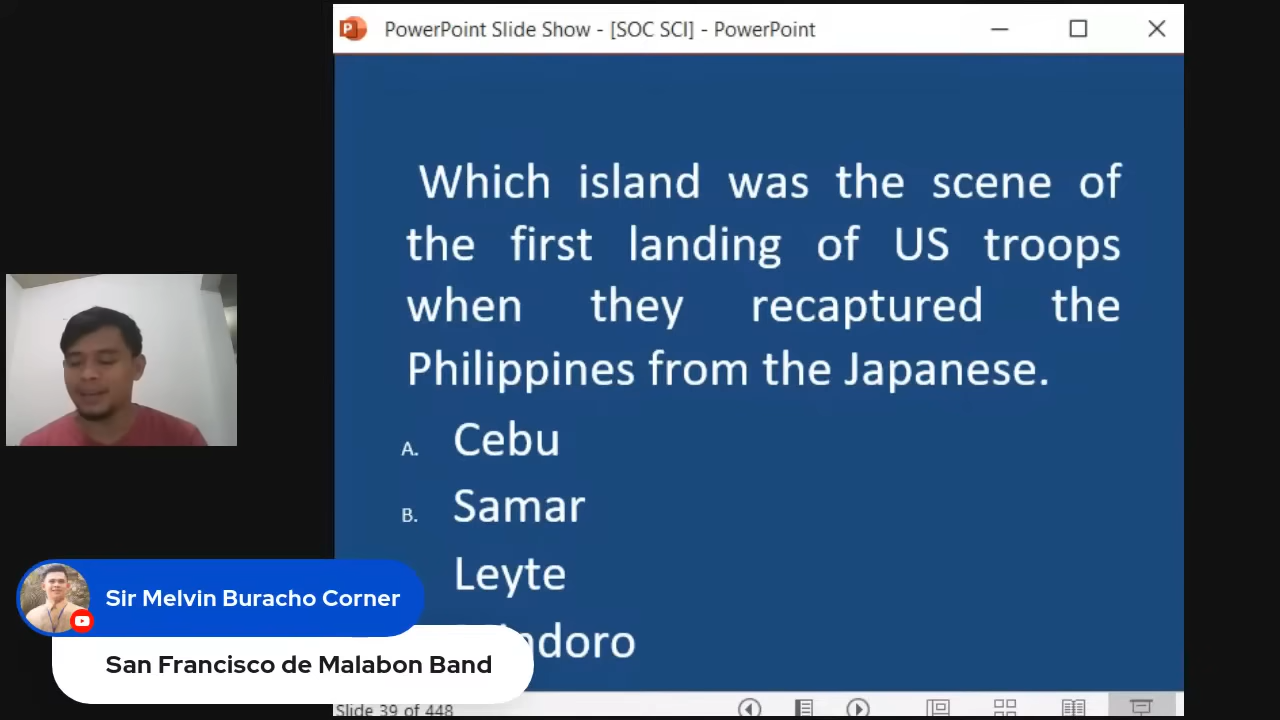 PowerPoint Slide Show - [SOC SCI] - PowerPoint
Which island was the scene of
the first landing of US troops
when they recaptured the
Philippines from the Japanese.
A. Cebu
B. Samar
Leyte
ndoro
Sir Melvin Buracho Corner
San Francisco de Malabon Band
Slide 39 of 448